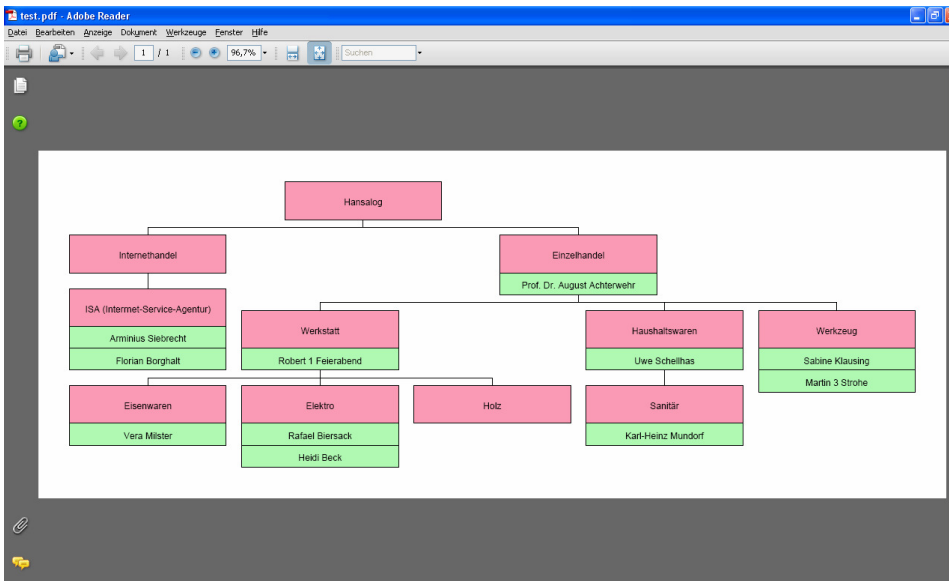 test.pdf - Adobe Reader
Datei Bearbeiten Anzeige Dokument Werkzeuge Fenster Hilfe
1 / 1 96,7% Suchen
Hansalog
Internethandel
Einzelhandel
Prof. Dr. August Achterwehr
ISA (Internet-Service-Agentur)
Arminius Siebrecht
Florian Borghalt
Werkstatt
Robert 1 Feierabend
Haushaltswaren
Uwe Schellhas
Werkzeug
Sabine Klausing
Martin 3 Strohe
Eisenwaren
Vera Milster
Elektro
Rafael Biersack
Heidi Beck
Holz
Sanitär
Karl-Heinz Mundorf